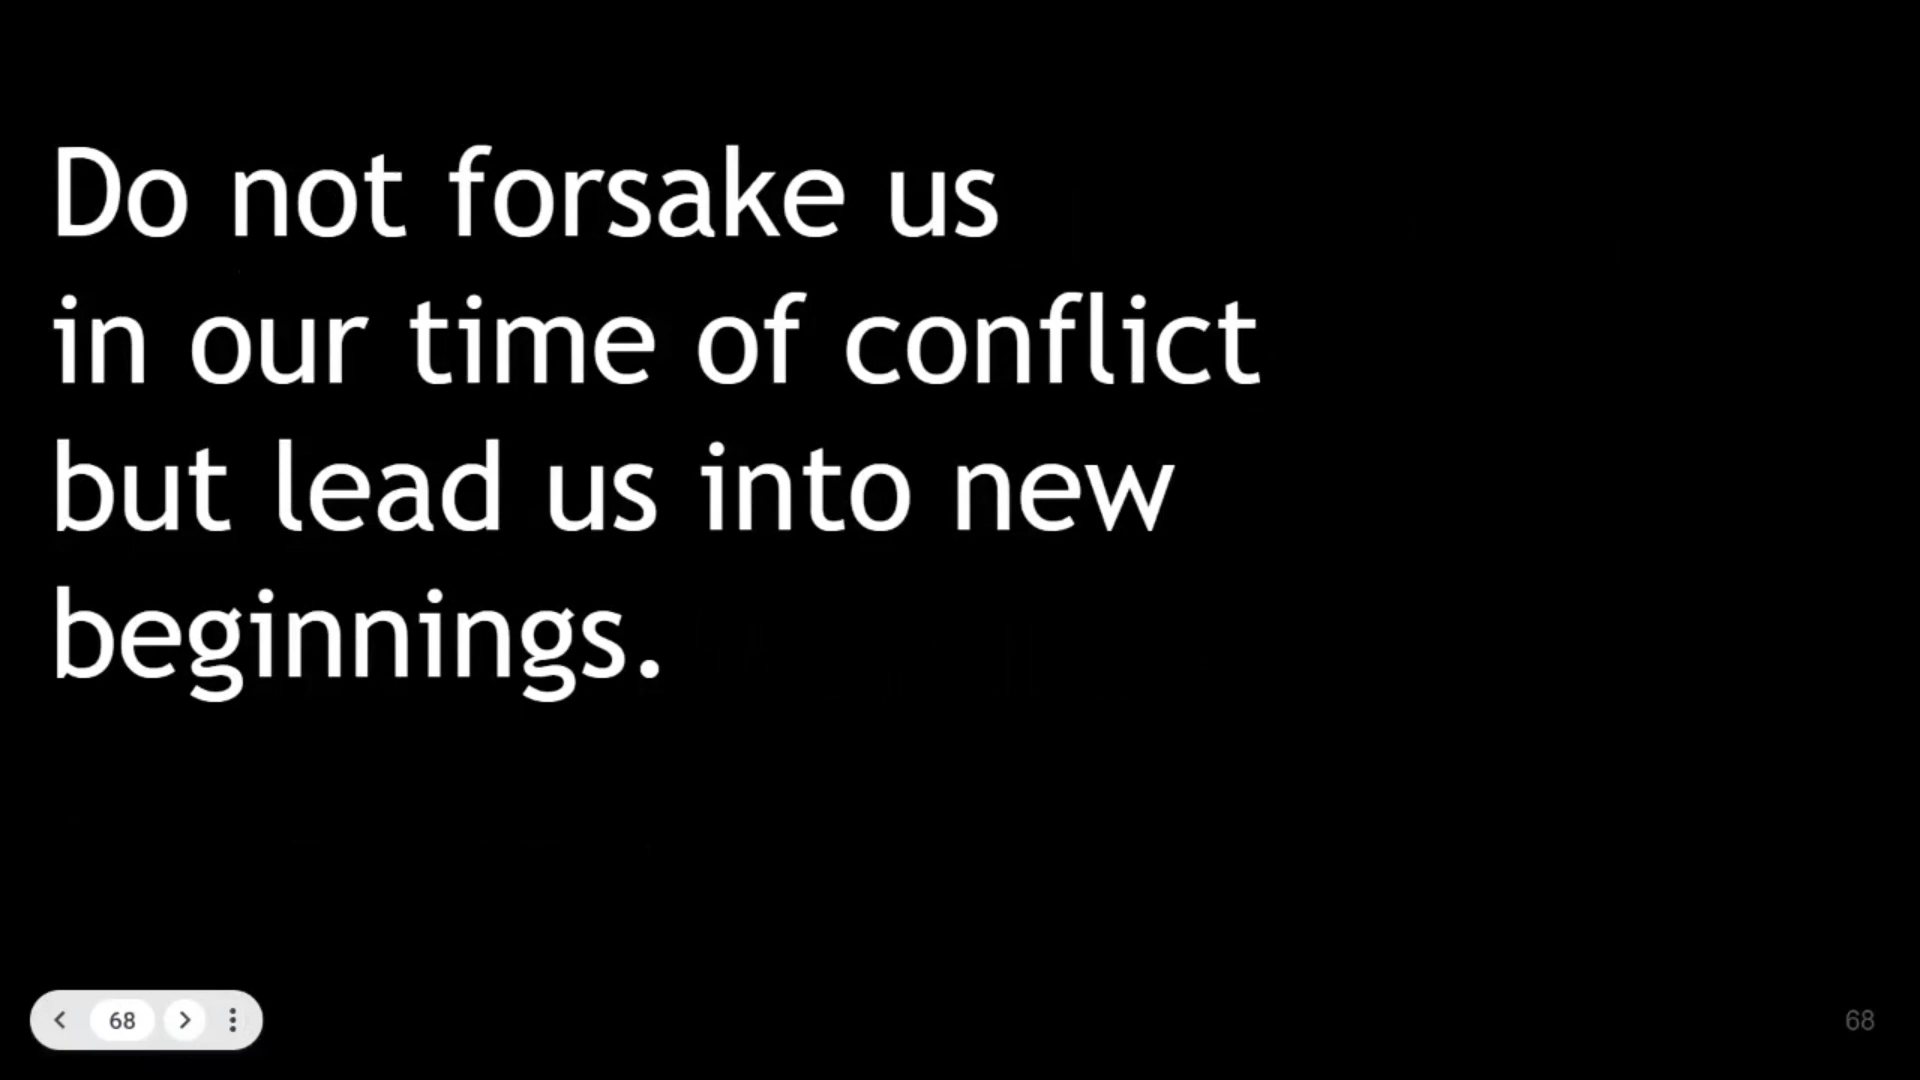 Do not forsake us
in our time of conflict
but lead us into new
beginnings.
68
68